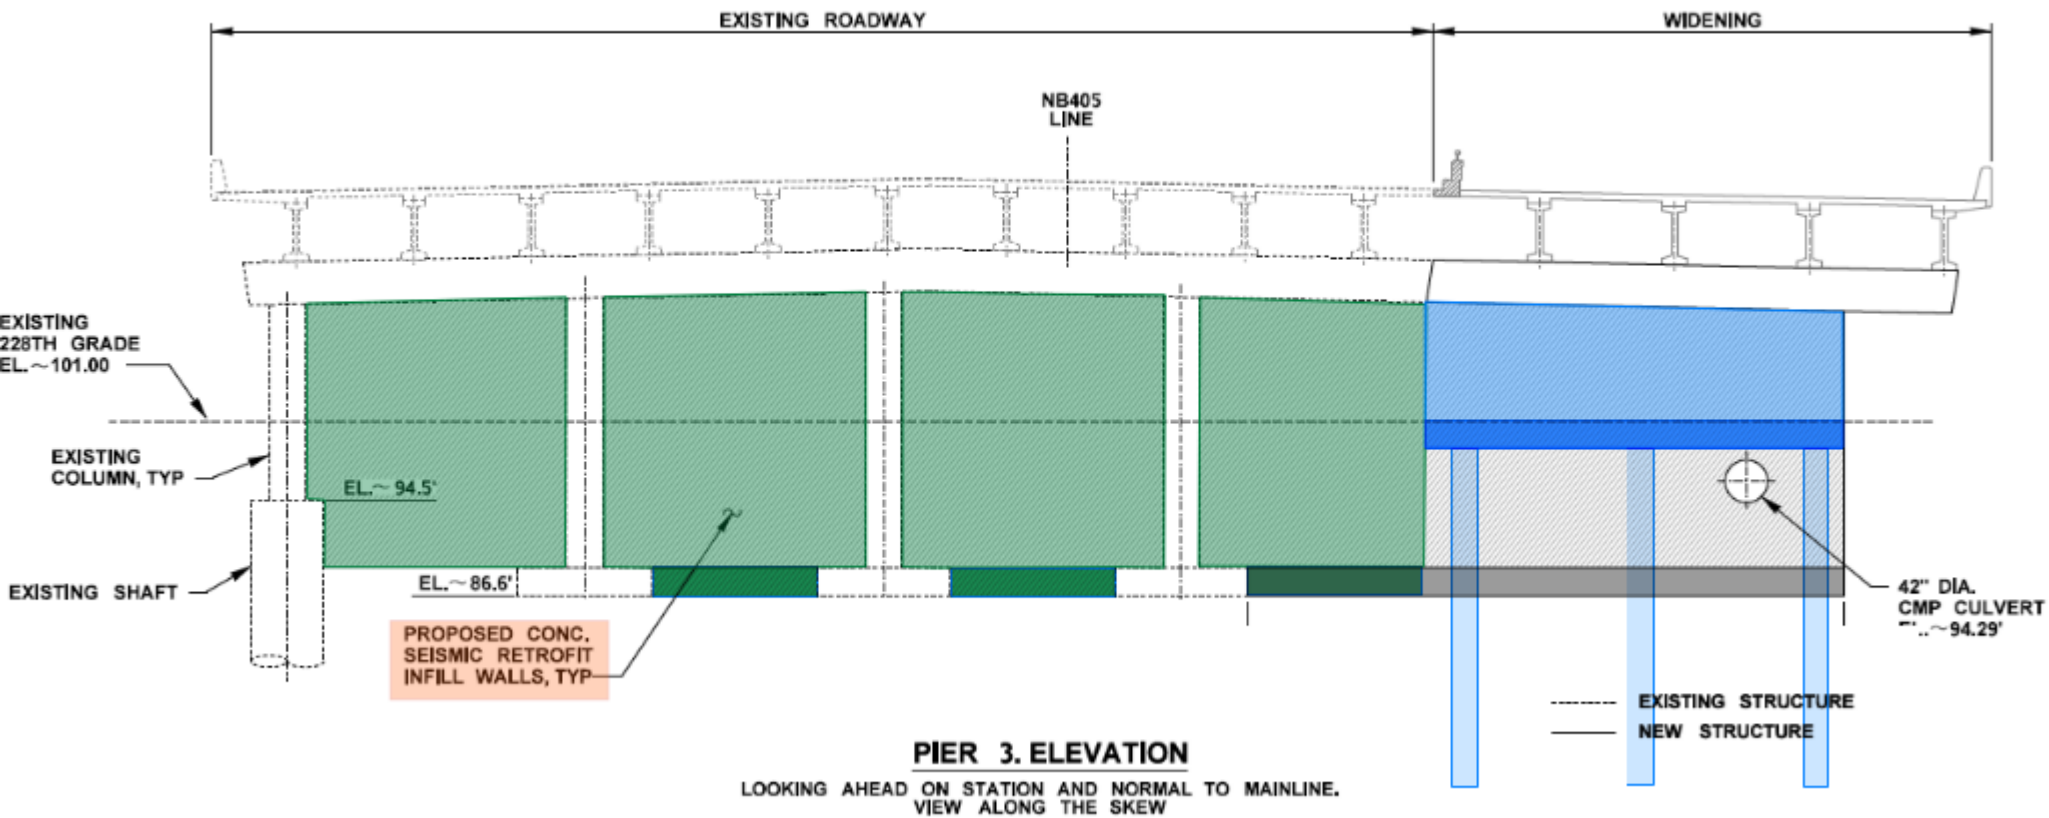 EXISTING ROADWAY
WIDENING
NB405
LINE
EXISTING
228TH GRADE
EL.~101.00
EXISTING
COLUMN, TYP
EL.~ 94.5'
EXISTING SHAFT
EL.~86.6'
PROPOSED CONC.
SEISMIC RETROFIT
INFILL WALLS, TYP
42" DIA.
CMP CULVERT
~94.29'
EXISTING STRUCTURE
NEW STRUCTURE
PIER 3. ELEVATION
LOOKING AHEAD ON STATION AND NORMAL TO MAINLINE.
VIEW ALONG THE SKEW